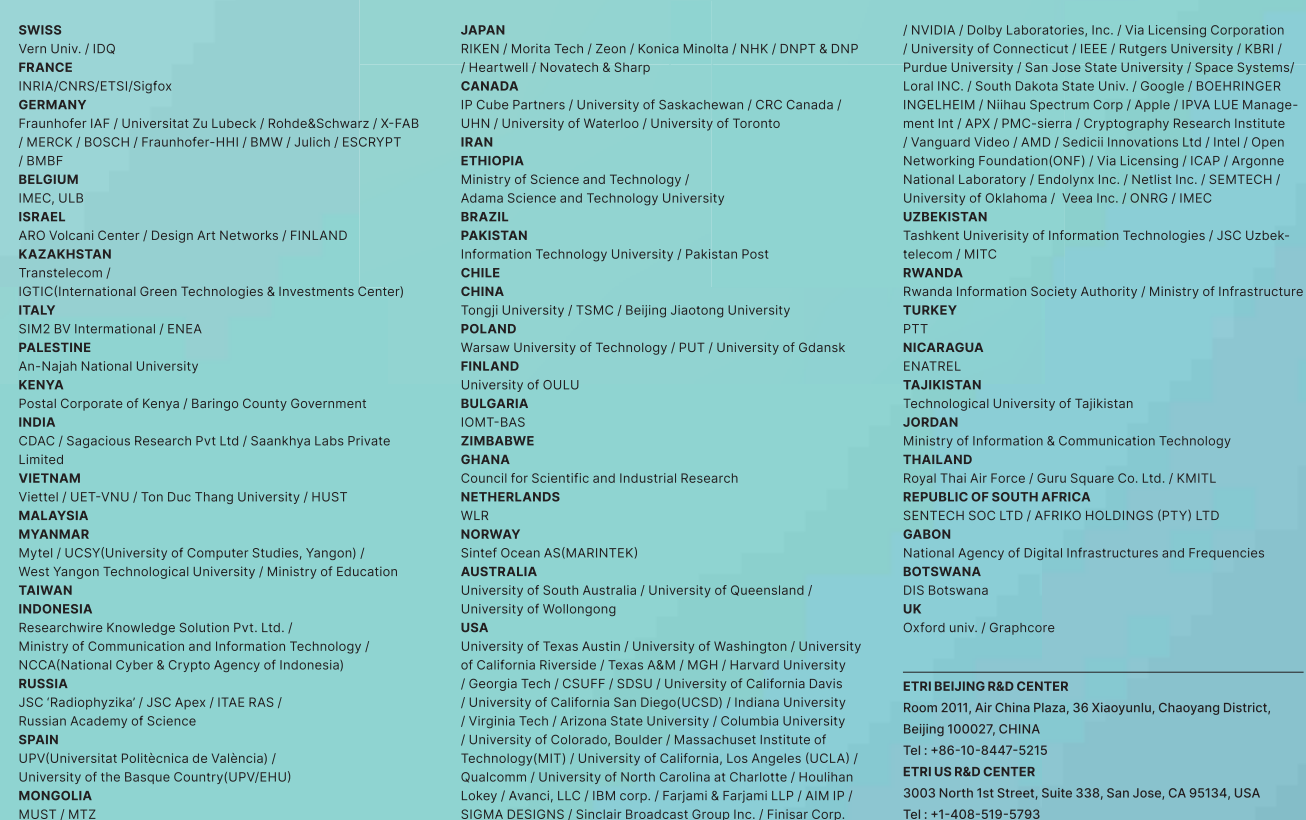 SWISS
Vern Univ. / IDQ
FRANCE
INRIA/CNRS/ETSI/Sigfox
GERMANY
Fraunhofer IAF / Universitat Zu Lubeck / Rohde&Schwarz / X-FAB
/ MERCK / BOSCH / Fraunhofer-HHI / BMW / Julich / ESCRYPT
/ BMBF
BELGIUM
IMEC, ULB
ISRAEL
ARO Volcani Center / Design Art Networks / FINLAND
KAZAKHSTAN
Transtelecom /
IGTIC(International Green Technologies & Investments Center)
ITALY
SIM2 BV International / ENEA
PALESTINE
An-Najah National University
KENYA
Postal Corporate of Kenya / Baringo County Government
INDIA
CDAC / Sagacious Research Pvt Ltd / Saankhya Labs Private
Limited
VIETNAM
Viettel / UET-VNU / Ton Duc Thang University / HUST
MALAYSIA
MYANMAR
Mytel / UCSY(University of Computer Studies, Yangon) /
West Yangon Technological University / Ministry of Education
TAIWAN
INDONESIA
Researchwire Knowledge Solution Pvt. Ltd. /
Ministry of Communication and Information Technology /
NCCA(National Cyber & Crypto Agency of Indonesia)
RUSSIA
JSC ‘Radiophyzika’ / JSC Apex / ITAE RAS /
Russian Academy of Science
SPAIN
UPV(Universitat Politècnica de València) /
University of the Basque Country(UPV/EHU)
MONGOLIA
MUST / MTZ
JAPAN
RIKEN / Morita Tech / Zeon / Konica Minolta / NHK / DNPT & DNP
/ Heartwell / Novatech & Sharp
CANADA
IP Cube Partners / University of Saskachewan / CRC Canada /
UHN / University of Waterloo / University of Toronto
IRAN
ETHIOPIA
Ministry of Science and Technology /
Adama Science and Technology University
BRAZIL
PAKISTAN
Information Technology University / Pakistan Post
CHILE
CHINA
Tongji University / TSMC / Beijing Jiaotong University
POLAND
Warsaw University of Technology / PUT / University of Gdansk
FINLAND
University of OULU
BULGARIA
IOMT-BAS
ZIMBABWE
GHANA
Council for Scientific and Industrial Research
NETHERLANDS
WLR
NORWAY
Sintef Ocean AS(MARINTEK)
AUSTRALIA
University of South Australia / University of Queensland /
University of Wollongong
USA
University of Texas Austin / University of Washington / University
of California Riverside / Texas A&M / MGH / Harvard University
/ Georgia Tech / CSUFF / SDSU / University of California Davis
/ University of California San Diego(UCSD) / Indiana University
/ Virginia Tech / Arizona State University / Columbia University
/ University of Colorado, Boulder / Massachuset Institute of
Technology(MIT) / University of California, Los Angeles (UCLA) /
Qualcomm / University of North Carolina at Charlotte / Houlihan
Lokey / Avanci, LLC / IBM corp. / Farjami & Farjami LLP / AIM IP /
SIGMA DESIGNS / Sinclair Broadcast Group Inc. / Finisar Corp.
/ NVIDIA / Dolby Laboratories, Inc. / Via Licensing Corporation
/ University of Connecticut / IEEE / Rutgers University / KBRI /
Purdue University / San Jose State University / Space Systems/
Loral INC. / South Dakota State Univ. / Google / BOEHRINGER
INGELHEIM / Niihau Spectrum Corp / Apple / IPVA LUE Manage-
ment Int / APX / PMC-sierra / Cryptography Research Institute
/ Vanguard Video / AMD / Sedicii Innovations Ltd / Intel / Open
Networking Foundation(ONF) / Via Licensing / ICAP / Argonne
National Laboratory / Endolynx Inc. / Netlist Inc. / SEMTECH /
University of Oklahoma / Veea Inc. / ONRG / IMEC
UZBEKISTAN
Tashkent Univerisity of Information Technologies / JSC Uzbek-
telecom / MITC
RWANDA
Rwanda Information Society Authority / Ministry of Infrastructure
TURKEY
PTT
NICARAGUA
ENATREL
TAJIKISTAN
Technological University of Tajikistan
JORDAN
Ministry of Information & Communication Technology
THAILAND
Royal Thai Air Force / Guru Square Co. Ltd. / KMITL
REPUBLIC OF SOUTH AFRICA
SENTECH SOC LTD / AFRIKO HOLDINGS (PTY) LTD
GABON
National Agency of Digital Infrastructures and Frequencies
BOTSWANA
DIS Botswana
UK
Oxford univ. / Graphcore
ETRI BEIJING R&D CENTER
Room 2011, Air China Plaza, 36 Xiaoyunlu, Chaoyang District,
Beijing 100027, CHINA
Tel : +86-10-8447-5215
ETRI US R&D CENTER
3003 North 1st Street, Suite 338, San Jose, CA 95134, USA
Tel : +1-408-519-5793